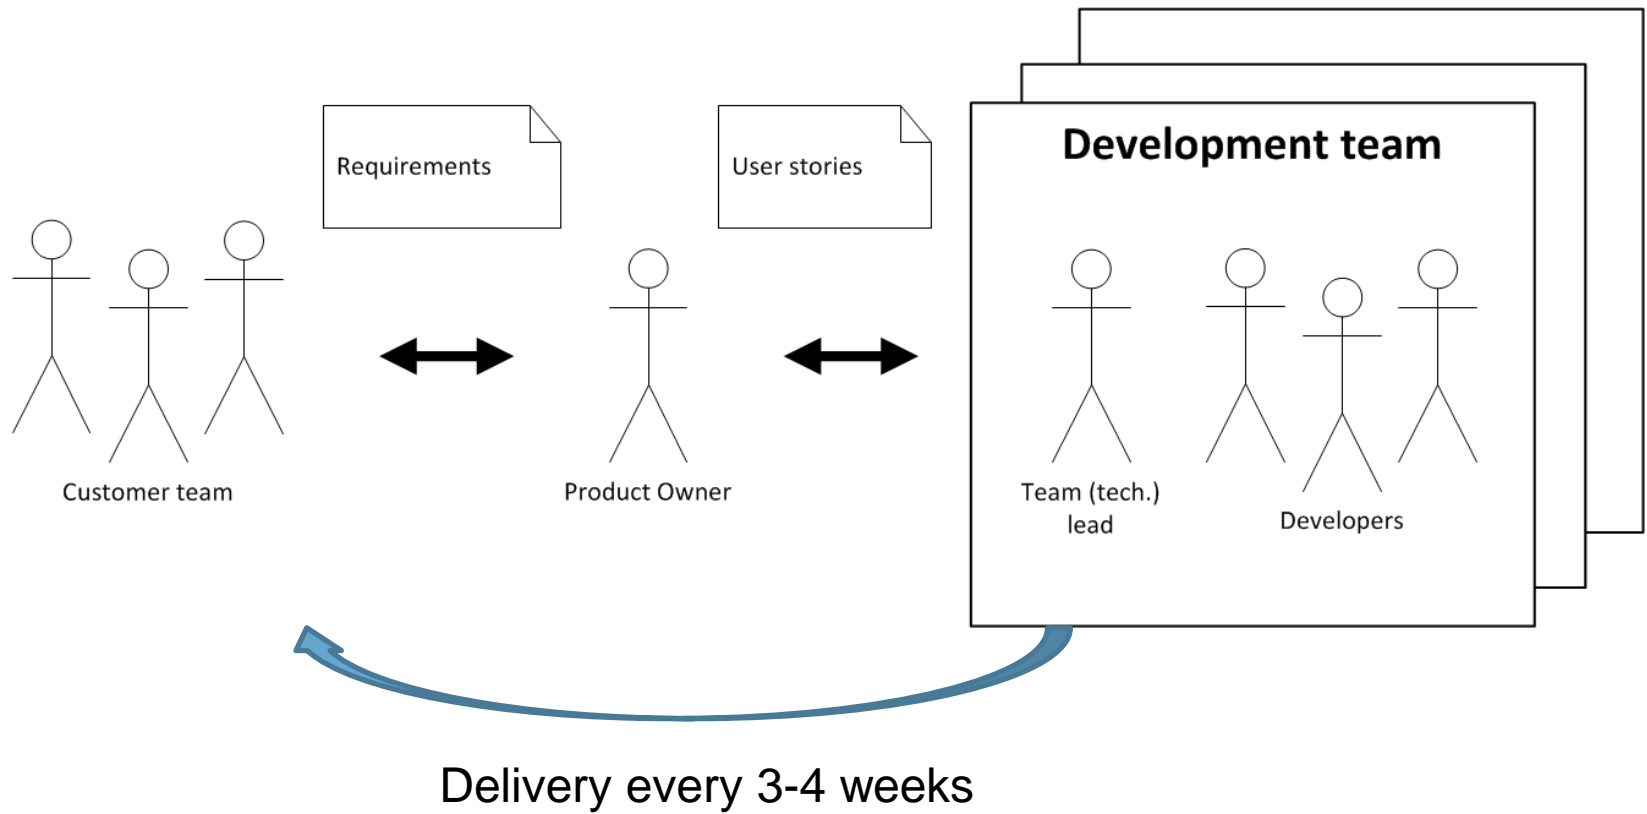 Requirements
User stories
Development team
Customer team
Product Owner
Team (tech.)
lead
Developers
Delivery every 3-4 weeks